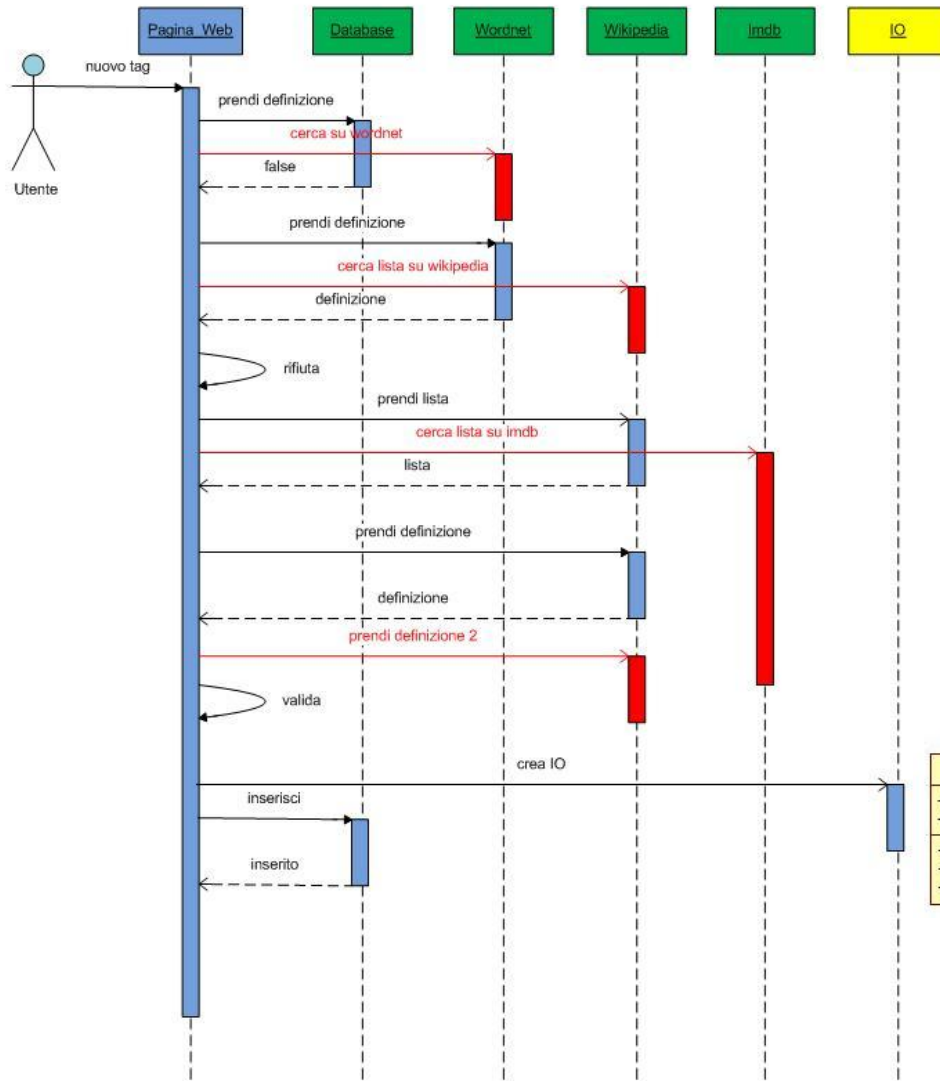 Pagina_Web
Database
Wordnet
Wikipedia
Imdb
IO
nuovo tag
Utente
prendi definizione
cerca su wordnet
false
prendi definizione
cerca lista su wikipedia
definizione
rifiuta
prendi lista
cerca lista su imdb
lista
prendi definizione
definizione
prendi definizione 2
valida
crea IO
inserisci
inserito